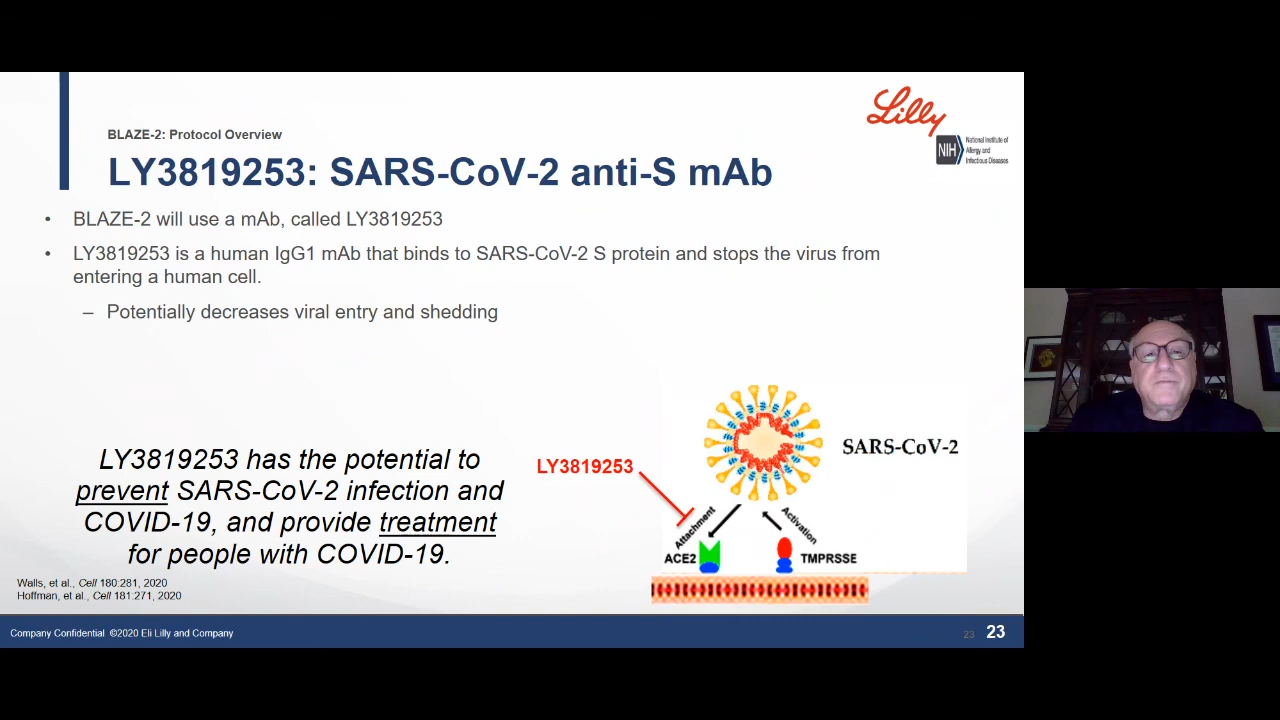 Lilly
NIH
National Institute of
Allergy and
Infectious Diseases
BLAZE-2: Protocol Overview
LY3819253: SARS-CoV-2 anti-S mAb
• BLAZE-2 will use a mAb, called LY3819253
• LY3819253 is a human IgG1 mAb that binds to SARS-CoV-2 S protein and stops the virus from
entering a human cell.
– Potentially decreases viral entry and shedding
LY3819253 has the potential to
prevent SARS-CoV-2 infection and
COVID-19, and provide treatment
for people with COVID-19.
LY3819253
SARS-CoV-2
Attachment
Activation
ACE2
TMPRSSE
Walls, et al., Cell 180:281, 2020
Hoffman, et al., Cell 181:271, 2020
Company Confidential ©2020 Eli Lilly and Company
23
23